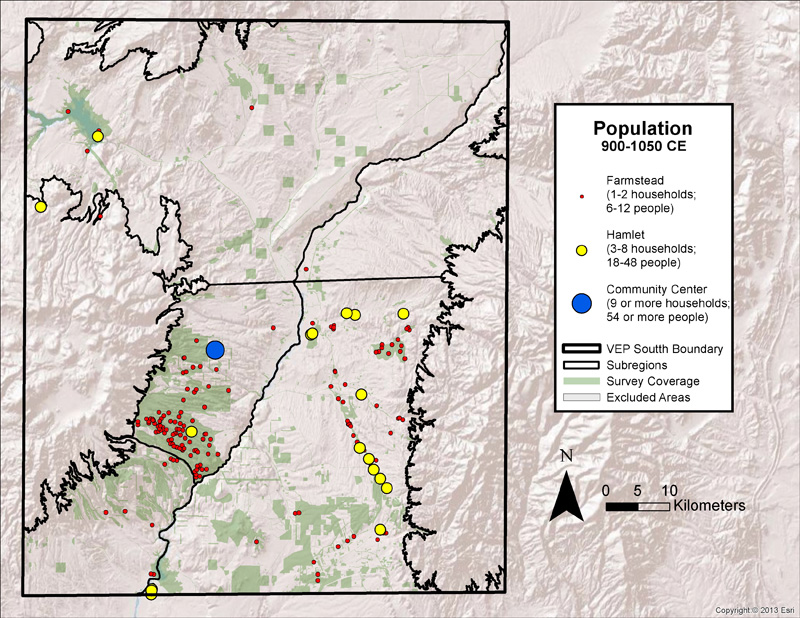 Population
900-1050 CE
Farmstead
(1-2 households;
6-12 people)
Hamlet
(3-8 households;
18-48 people)
Community Center
(9 or more households;
54 or more people)
VEP Soutth Boundary
Subregions
Survey Coverage
Excluded Areas
N
0 5 10
Kilometers
Copyright © 2013 Esri